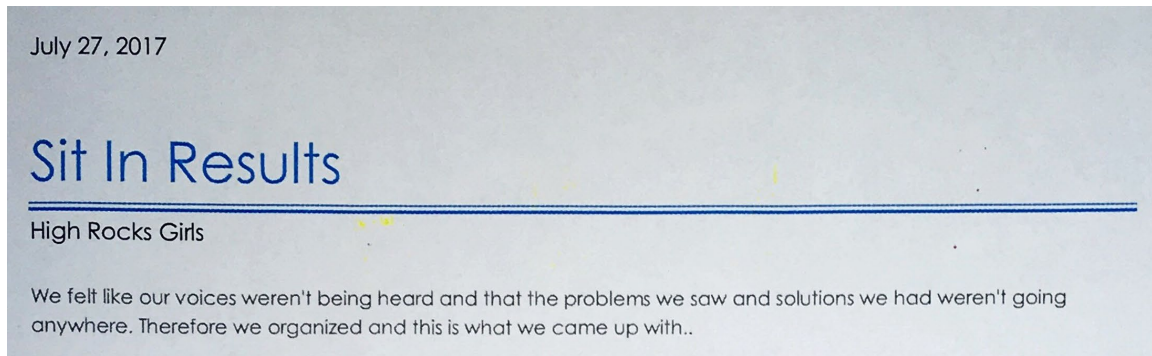 July 27, 2017
Sit In Results
High Rocks Girls
We felt like our voices weren't being heard and that the problems we saw and solutions we had weren't going
anywhere. Therefore we organized and this is what we came up with..